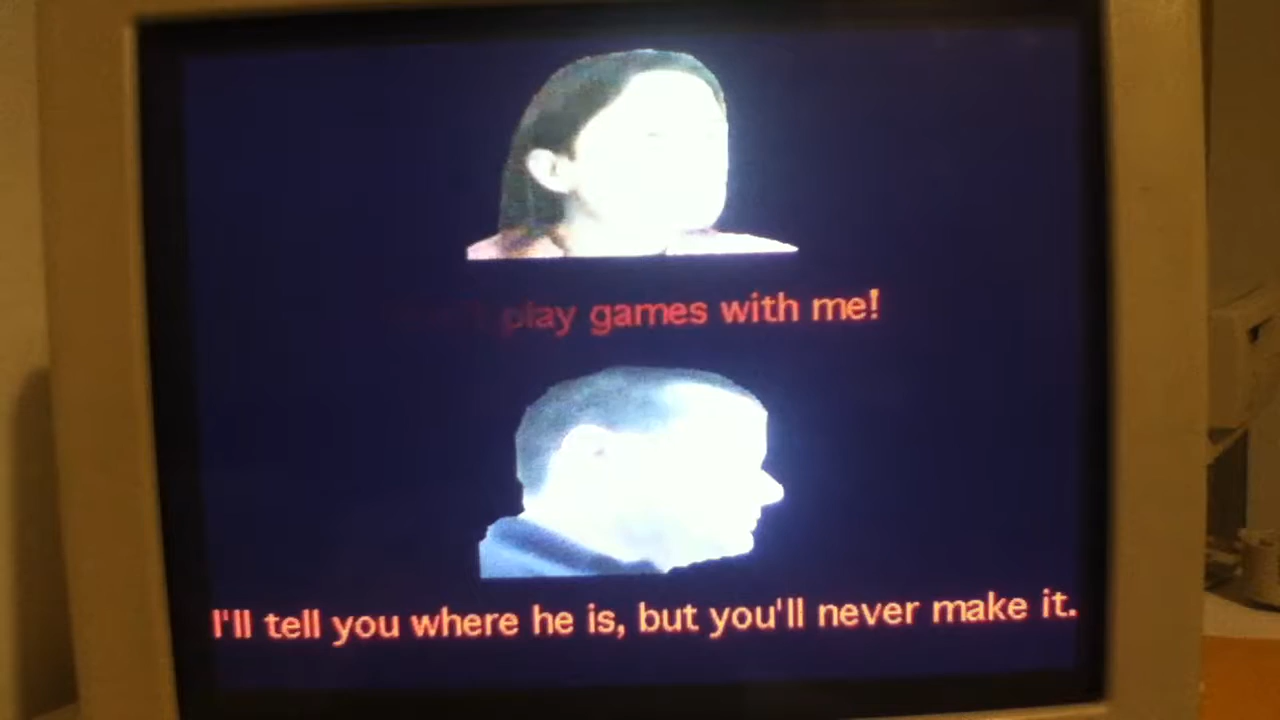 play games with me!
I'll tell you where he is, but you'll never make it.